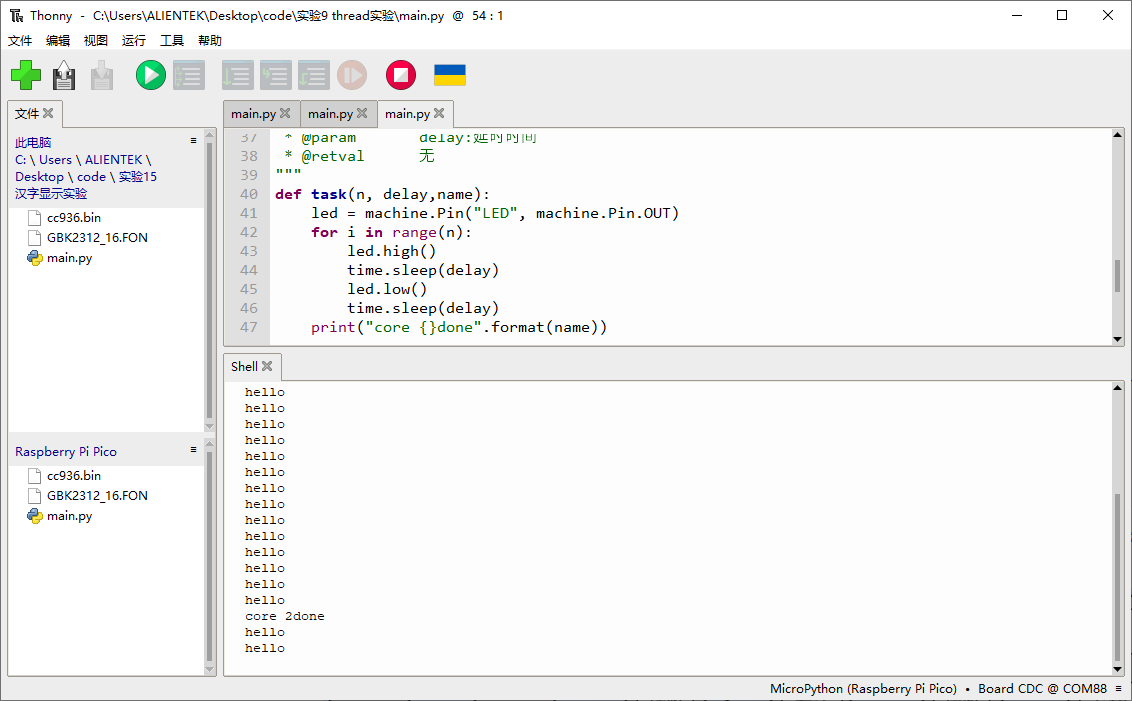 Thonny - C:\Users\ALIENTEK\Desktop\code\实验9 thread实验\main.py @ 54 : 1
文件 编辑 视图 运行 工具 帮助
文件
此电脑
C: \ Users \ ALIENTEK \
Desktop \ code \ 实验15
汉字显示实验
cc936.bin
GBK2312_16.FON
main.py
Raspberry Pi Pico
cc936.bin
GBK2312_16.FON
main.py
main.py main.py main.py
37 * @param delay:延时时间
38 * @retval 无
39 """
40 def task(n, delay,name):
41 led = machine.Pin("LED", machine.Pin.OUT)
42 for i in range(n):
43 led.high()
44 time.sleep(delay)
45 led.low()
46 time.sleep(delay)
47 print("core {}done".format(name))
Shell
hello
hello
hello
hello
hello
hello
hello
hello
hello
hello
hello
hello
hello
hello
core 2done
hello
hello
MicroPython (Raspberry Pi Pico) • Board CDC @ COM88 ≡